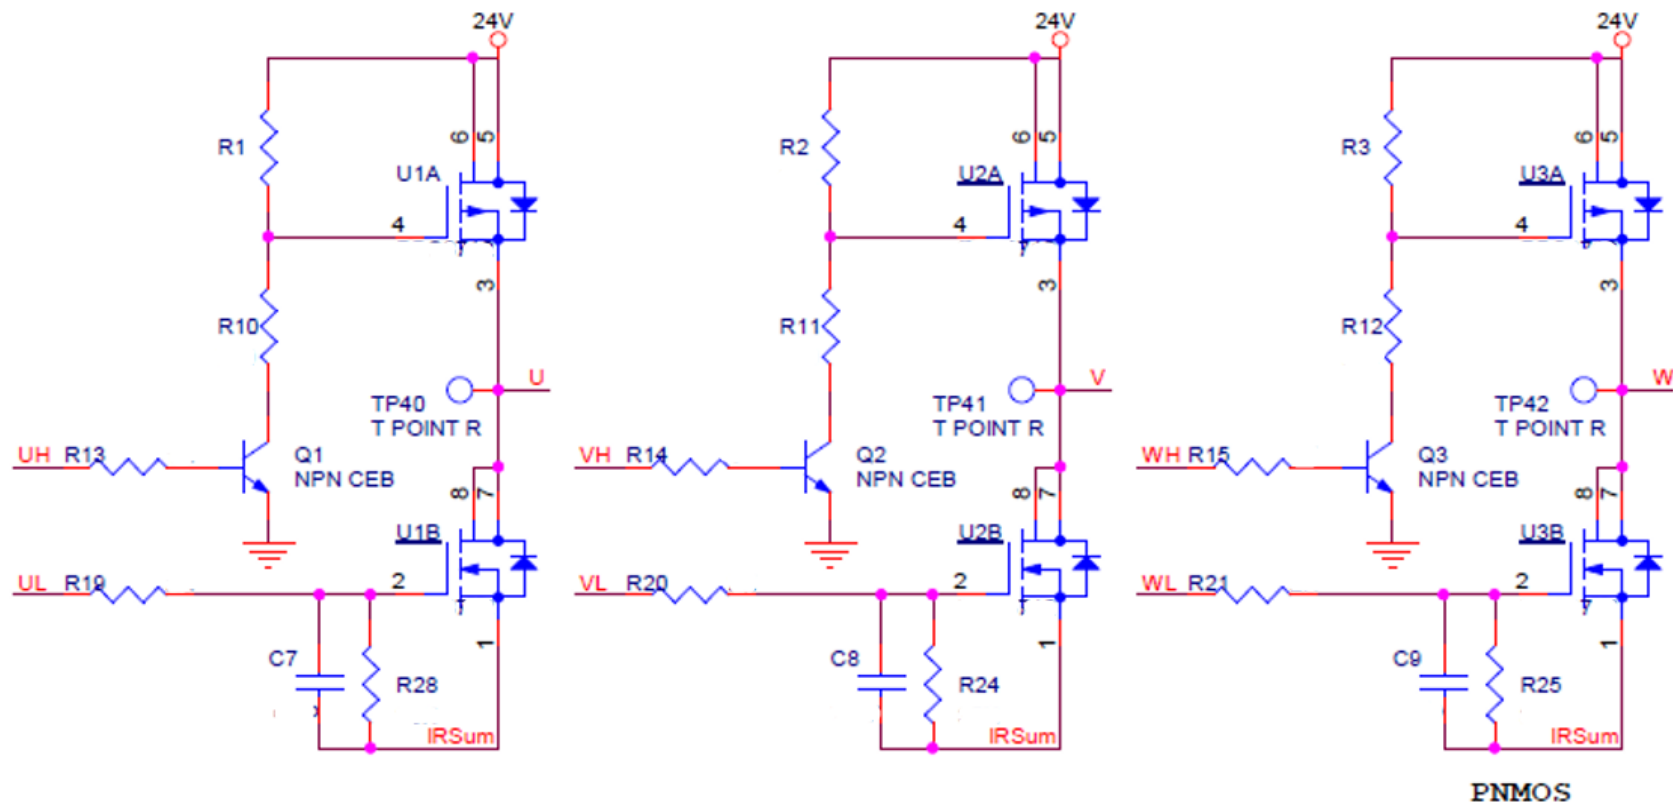 24V
24V
24V
R1
6
5
U1A
4
3
R10
U
TP40
T POINT R
UH
R13
Q1
NPN CEB
8
7
U1B
UL
R19
2
C7
R28
1
IRSum
R2
6
5
U2A
4
3
R11
V
TP41
T POINT R
VH
R14
Q2
NPN CEB
8
7
U2B
VL
R20
2
C8
R24
1
IRSum
R3
6
5
U3A
4
3
R12
W
TP42
T POINT R
WH
R15
Q3
NPN CEB
8
7
U3B
WL
R21
2
C9
R25
1
IRSum
PNMOS